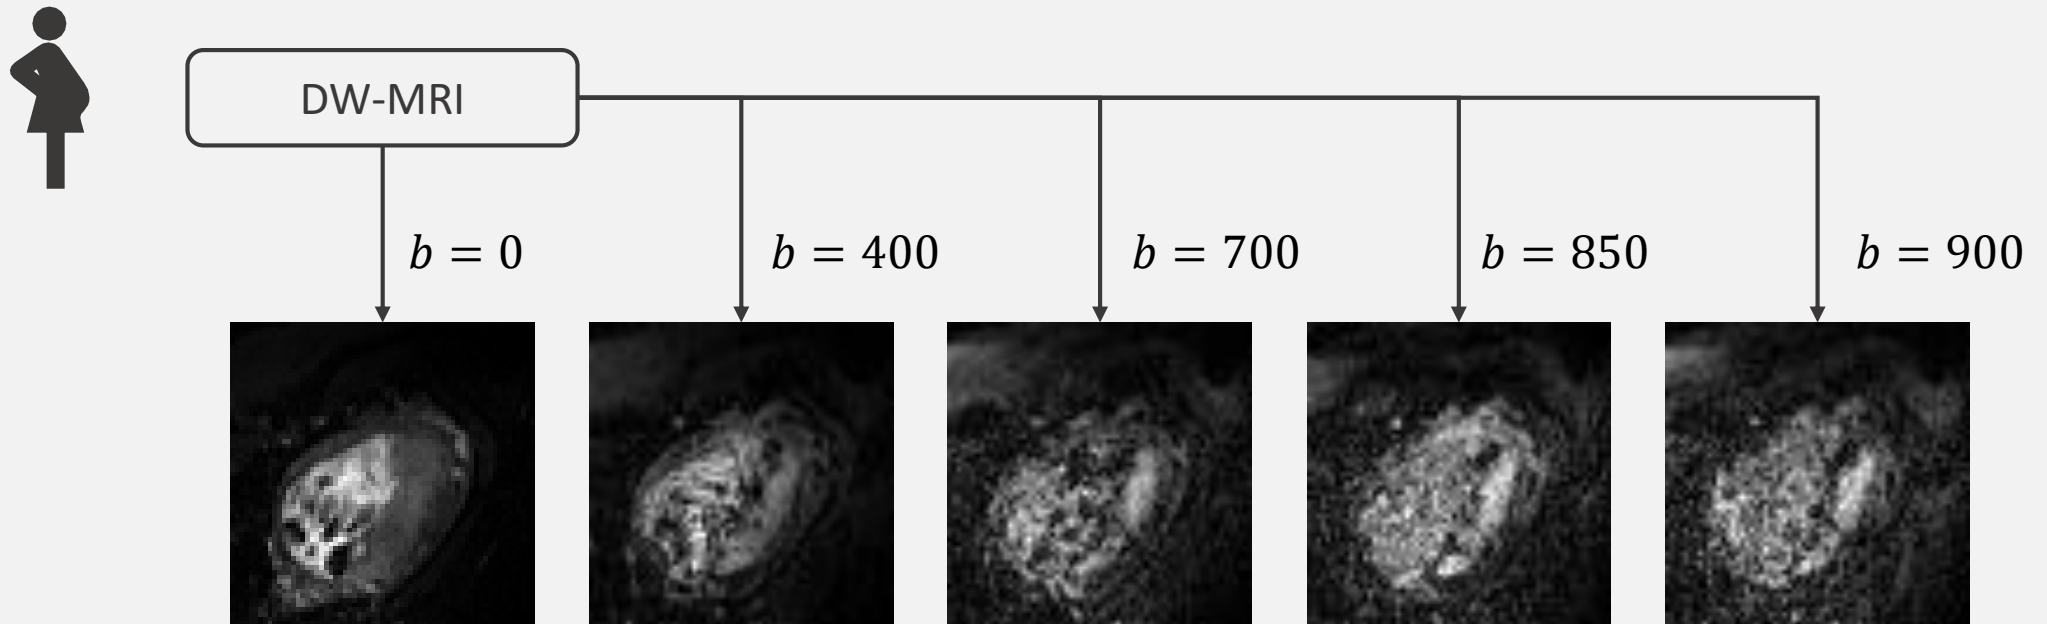 DW-MRI
b = 0
b = 400
b = 700
b = 850
b = 900